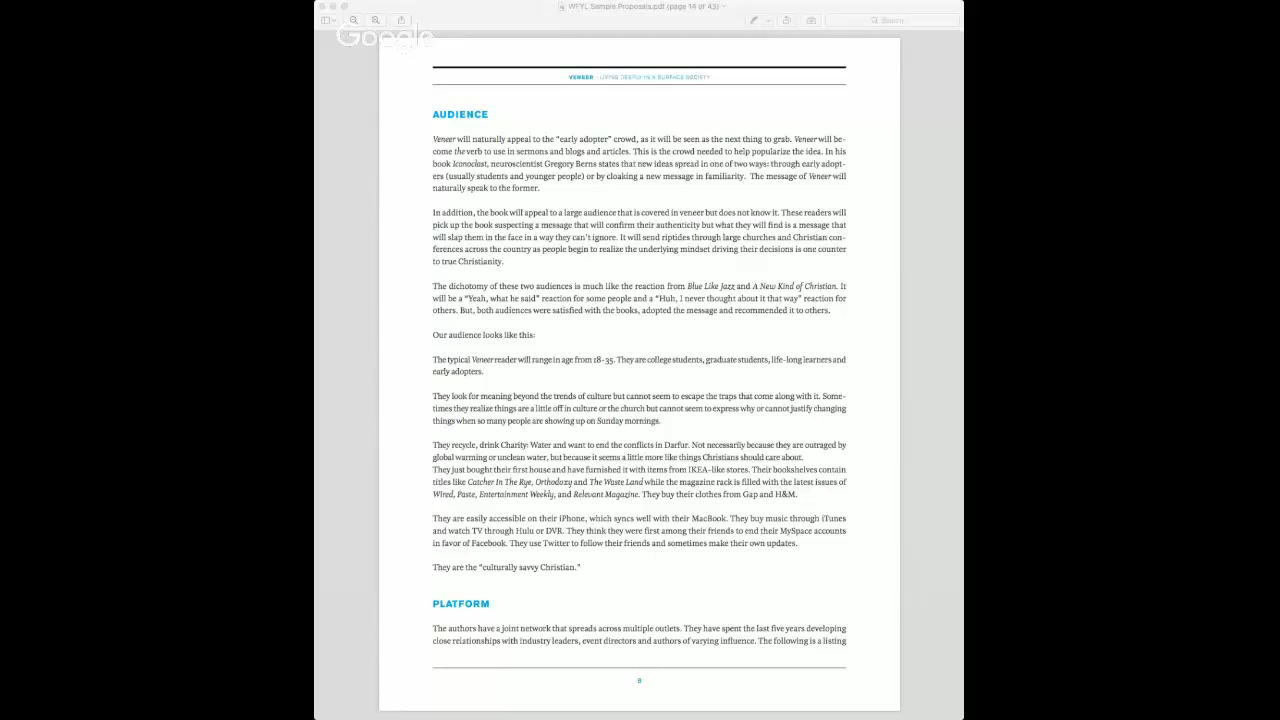 WFYL Sample Proposals.pdf (page 14 of 43)
Search
Google
VENEER - LIVING DEEPLY IN A SURFACE SOCIETY
AUDIENCE
Veneer will naturally appeal to the “early adopter” crowd, as it will be seen as the next thing to grab. Veneer will be-
come the verb to use in sermons and blogs and articles. This is the crowd needed to help popularize the idea. In his
book Iconoclast, neuroscientist Gregory Berns states that new ideas spread in one of two ways: through early adopt-
ers (usually students and younger people) or by cloaking a new message in familiarity. The message of Veneer will
naturally speak to the former.
In addition, the book will appeal to a large audience that is covered in veneer but does not know it. These readers will
pick up the book suspecting a message that will confirm their authenticity but what they will find is a message that
will slap them in the face in a way they can’t ignore. It will send riptides through large churches and Christian con-
ferences across the country as people begin to realize the underlying mindset driving their decisions is one counter
to true Christianity.
The dichotomy of these two audiences is much like the reaction from Blue Like Jazz and A New Kind of Christian. It
will be a “Yeah, what he said” reaction for some people and a “Huh, I never thought about it that way” reaction for
others. But, both audiences were satisfied with the books, adopted the message and recommended it to others.
Our audience looks like this:
The typical Veneer reader will range in age from 18-35. They are college students, graduate students, life-long learners and
early adopters.
They look for meaning beyond the trends of culture but cannot seem to escape the traps that come along with it. Some-
times they realize things are a little off in culture or the church but cannot seem to express why or cannot justify changing
things when so many people are showing up on Sunday mornings.
They recycle, drink Charity: Water and want to end the conflicts in Darfur. Not necessarily because they are outraged by
global warming or unclean water, but because it seems a little more like things Christians should care about.
They just bought their first house and have furnished it with items from IKEA-like stores. Their bookshelves contain
titles like Catcher In The Rye, Orthodoxy and The Waste Land while the magazine rack is filled with the latest issues of
Wired, Paste, Entertainment Weekly, and Relevant Magazine. They buy their clothes from Gap and H&M.
They are easily accessible on their iPhone, which syncs well with their MacBook. They buy music through iTunes
and watch TV through Hulu or DVR. They think they were first among their friends to end their MySpace accounts
in favor of Facebook. They use Twitter to follow their friends and sometimes make their own updates.
They are the “culturally savvy Christian.”
PLATFORM
The authors have a joint network that spreads across multiple outlets. They have spent the last five years developing
close relationships with industry leaders, event directors and authors of varying influence. The following is a listing